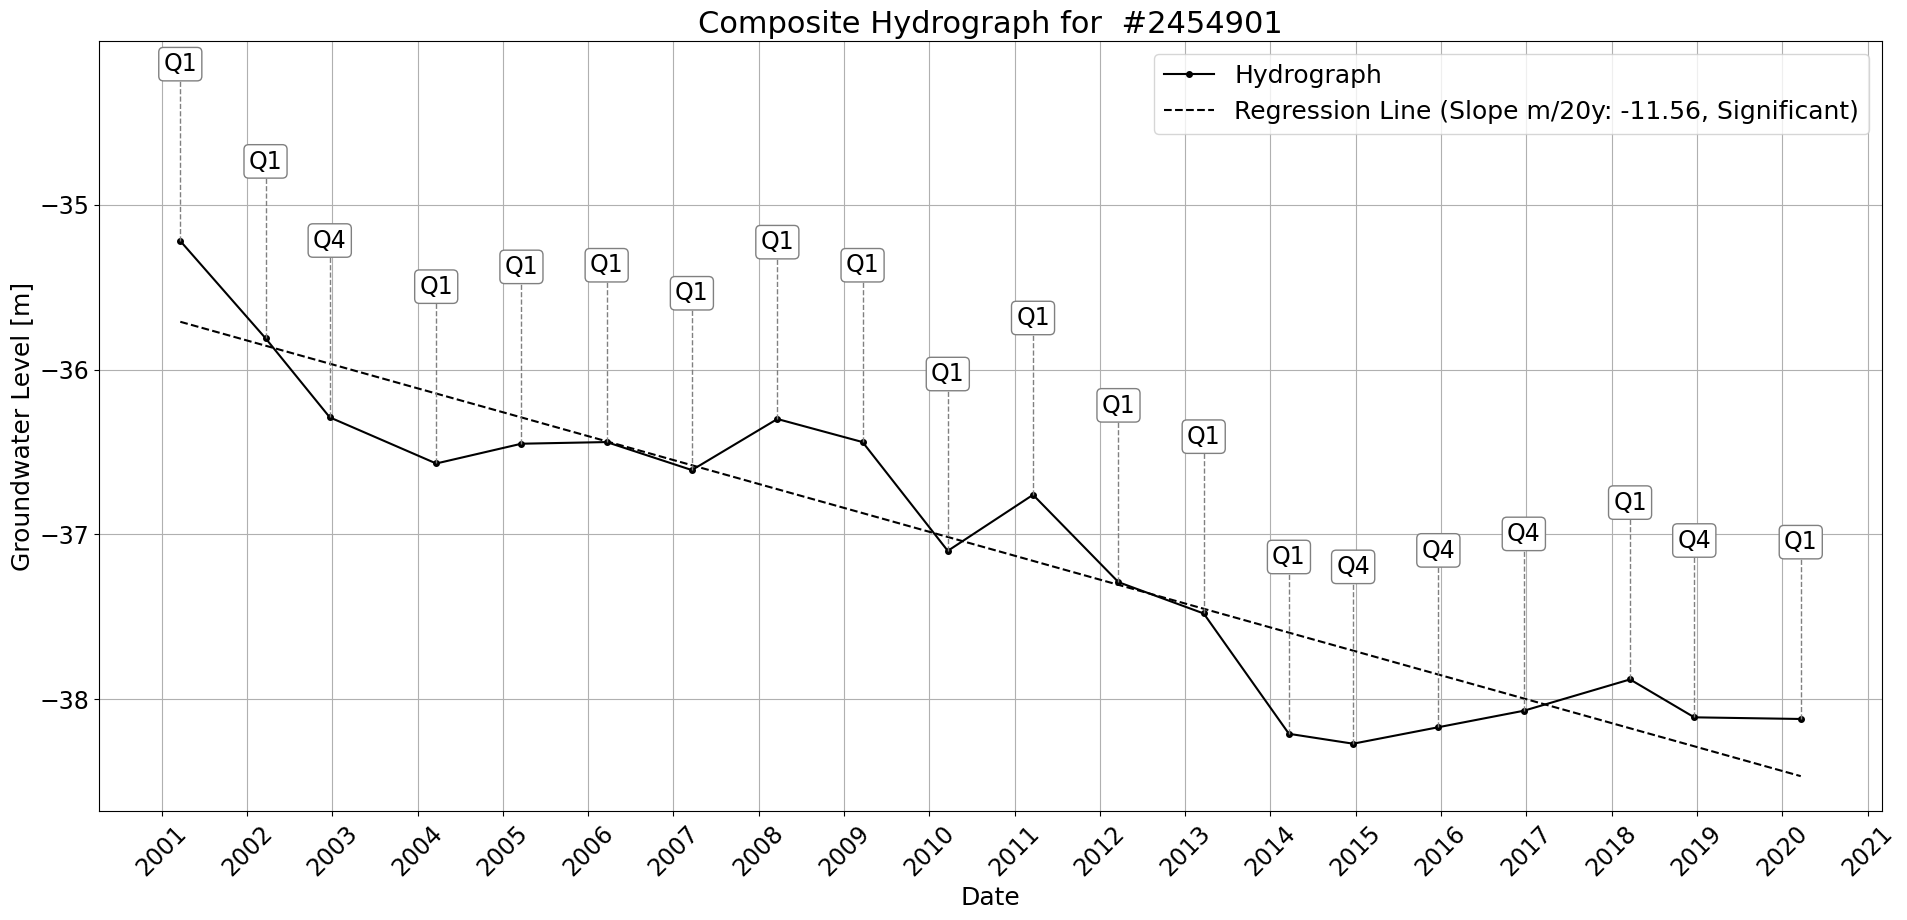 Composite Hydrograph for  #2454901
Hydrograph
Regression Line (Slope m/20y: -11.56, Significant)
Groundwater Level [m]
−35
−36
−37
−38
Q1
Q1
Q4
Q1
Q1
Q1
Q1
Q1
Q1
Q1
Q1
Q1
Q1
Q1
Q4
Q4
Q4
Q1
Q4
Q1
2001
2002
2003
2004
2005
2006
2007
2008
2009
2010
2011
2012
2013
2014
2015
2016
2017
2018
2019
2020
2021
Date